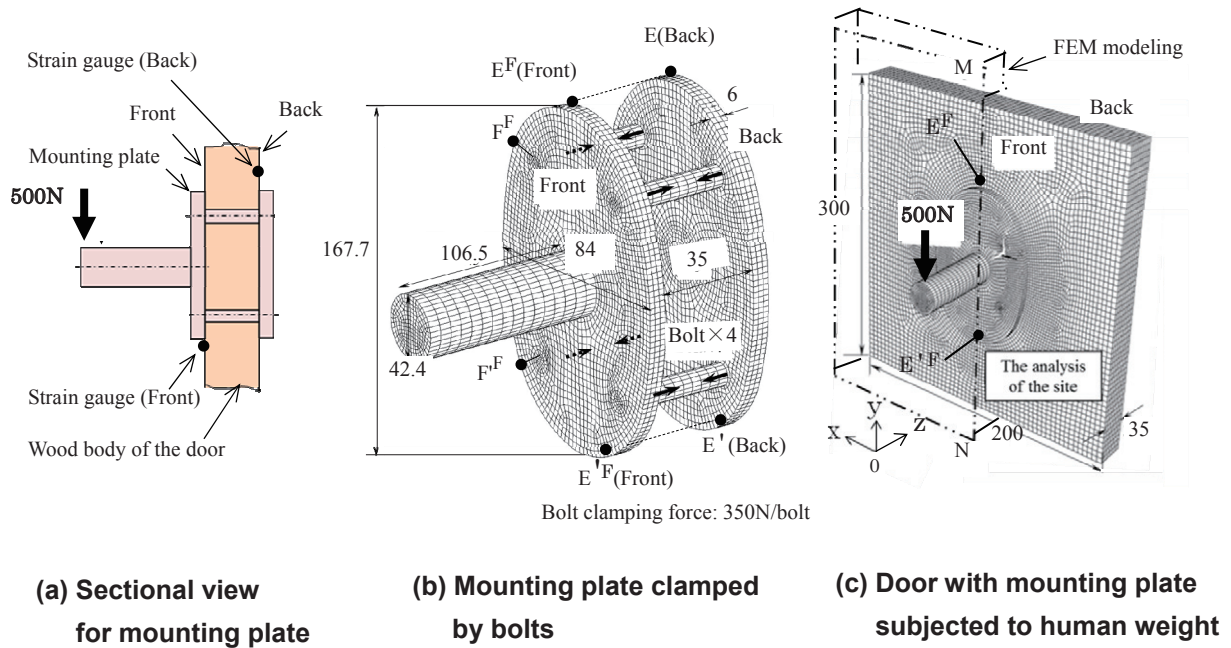 Strain gauge (Back)
Front
Back
Mounting plate
500N
Strain gauge (Front)
Wood body of the door
E(Back)
E^F(Front)
6
F^F
Back
Front
167.7
106.5
84
35
Bolt×4
42.4
F'^F
E'(Back)
E'^F(Front)
Bolt clamping force: 350N/bolt
FEM modeling
M
Back
E^F
Front
300
500N
E'^F
The analysis
of the site
y
x
z
0
N
200
35
(a) Sectional view
for mounting plate
(b) Mounting plate clamped
by bolts
(c) Door with mounting plate
subjected to human weight